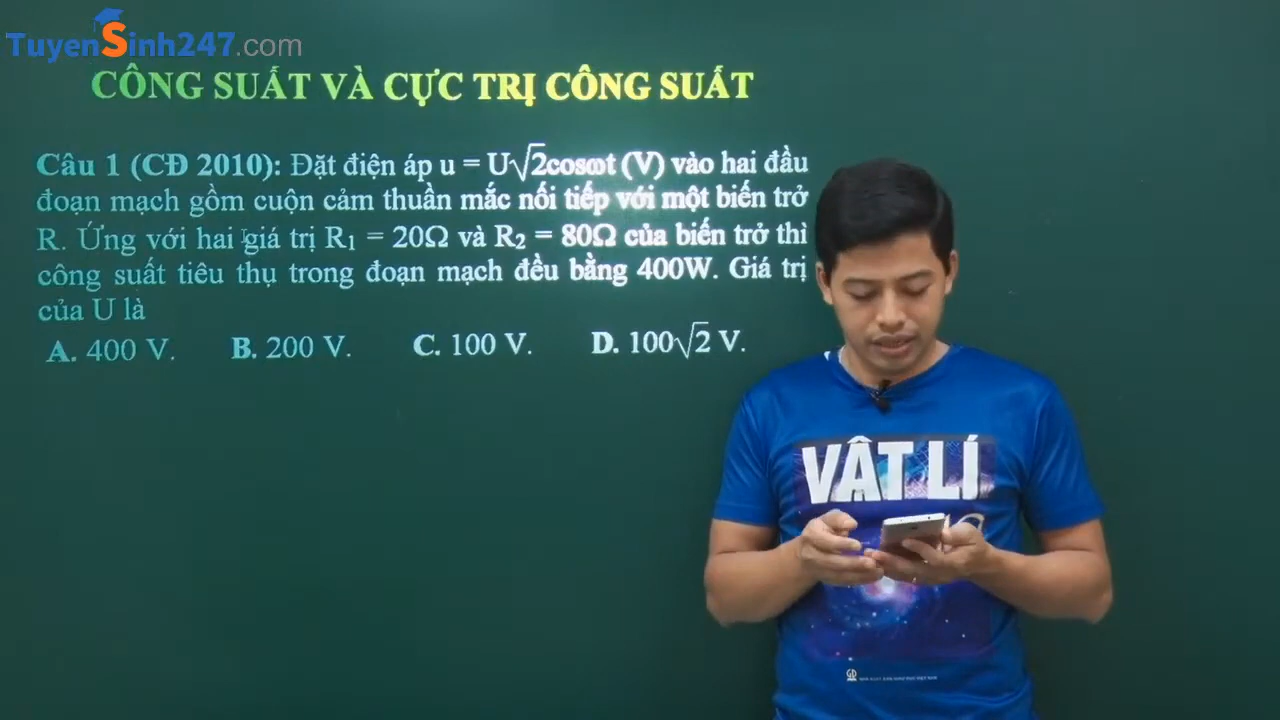 TuyenSinh247.com
CÔNG SUẤT VÀ CỰC TRỊ CÔNG SUẤT
Câu 1 (CĐ 2010): Đặt điện áp u = U√2cosωt (V) vào hai đầu
đoạn mạch gồm cuộn cảm thuần mắc nối tiếp với một biến trở
R. Ứng với hai giá trị R₁ = 20Ω và R₂ = 80Ω của biến trở thì
công suất tiêu thụ trong đoạn mạch đều bằng 400W. Giá trị
của U là
A. 400 V. B. 200 V. C. 100 V. D. 100√2 V.
VẬT LÍ